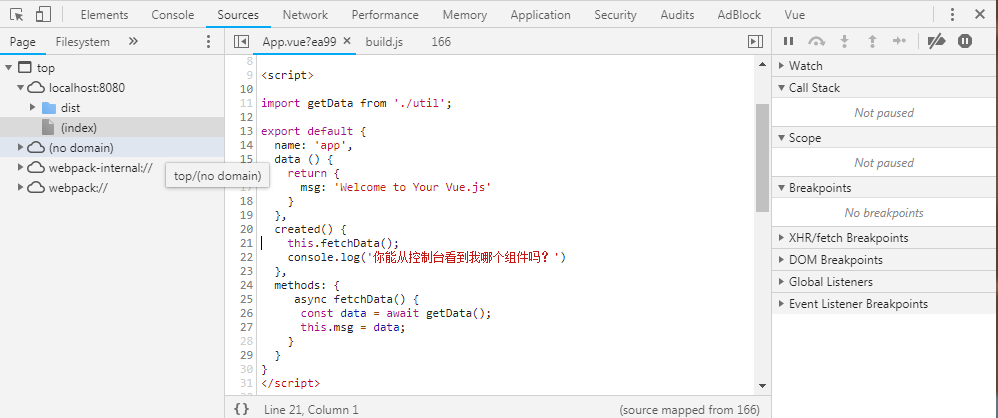 Elements Console Sources Network Performance Memory Application Security Audits AdBlock Vue
Page Filesystem »
App.vue?ea99 × build.js 166
top
localhost:8080
dist
(index)
(no domain)
webpack-internal://
webpack://
top/(no domain)
8
9 <script>
10
11 import getData from './util';
12
13 export default {
14 name: 'app',
15 data () {
return {
msg: 'Welcome to Your Vue.js'
18 }
19 },
20 created() {
21 this.fetchData();
22 console.log('你能从控制台看到我哪个组件吗？')
23 },
24 methods: {
25 async fetchData() {
26 const data = await getData();
27 this.msg = data;
28 }
29 }
30 }
31 </script>
{} Line 21, Column 1 (source mapped from 166)
Watch
Call Stack
Not paused
Scope
Not paused
Breakpoints
No breakpoints
XHR/fetch Breakpoints
DOM Breakpoints
Global Listeners
Event Listener Breakpoints